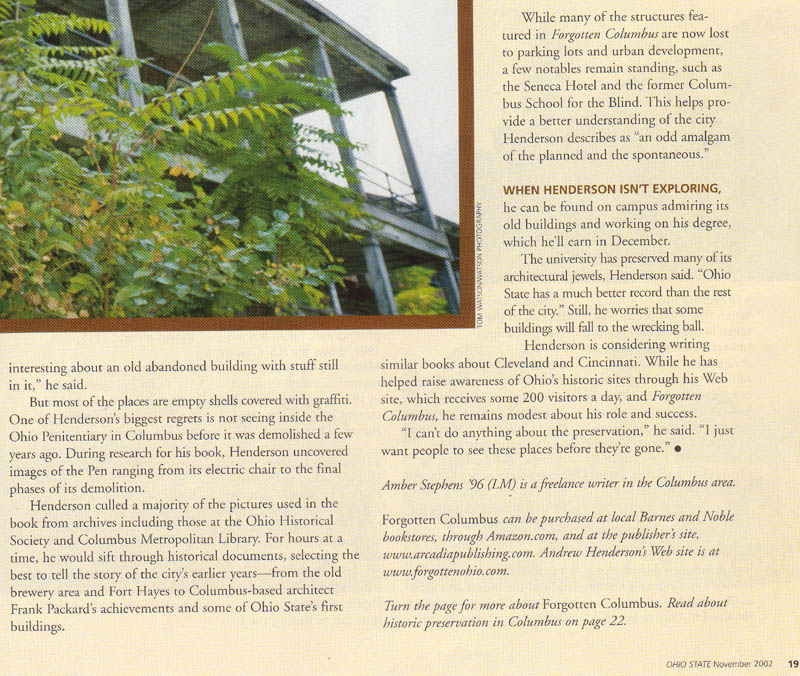 interesting about an old abandoned building with stuff still
in it,” he said.
But most of the places are empty shells covered with graffiti.
One of Henderson’s biggest regrets is not seeing inside the
Ohio Penitentiary in Columbus before it was demolished a few
years ago. During research for his book, Henderson uncovered
images of the Pen ranging from its electric chair to the final
phases of its demolition.
Henderson culled a majority of the pictures used in the
book from archives including those at the Ohio Historical
Society and Columbus Metropolitan Library. For hours at a
time, he would sift through historical documents, selecting the
best to tell the story of the city’s earlier years—from the old
brewery area and Fort Hayes to Columbus-based architect
Frank Packard’s achievements and some of Ohio State’s first
buildings.
TOM WATSON/WATSON PHOTOGRAPHY
While many of the structures fea-
tured in Forgotten Columbus are now lost
to parking lots and urban development,
a few notables remain standing, such as
the Seneca Hotel and the former Colum-
bus School for the Blind. This helps pro-
vide a better understanding of the city
Henderson describes as “an odd amalgam
of the planned and the spontaneous.”
WHEN HENDERSON ISN’T EXPLORING,
he can be found on campus admiring its
old buildings and working on his degree,
which he’ll earn in December.
The university has preserved many of its
architectural jewels, Henderson said. “Ohio
State has a much better record than the rest
of the city.” Still, he worries that some
buildings will fall to the wrecking ball.
Henderson is considering writing
similar books about Cleveland and Cincinnati. While he has
helped raise awareness of Ohio’s historic sites through his Web
site, which receives some 200 visitors a day, and Forgotten
Columbus, he remains modest about his role and success.
“I can’t do anything about the preservation,” he said. “I just
want people to see these places before they’re gone.” ●
Amber Stephens ’96 (LM) is a freelance writer in the Columbus area.
Forgotten Columbus can be purchased at local Barnes and Noble
bookstores, through Amazon.com, and at the publisher’s site,
www.arcadiapublishing.com. Andrew Henderson’s Web site is at
www.forgottenohio.com.
Turn the page for more about Forgotten Columbus. Read about
historic preservation in Columbus on page 22.
OHIO STATE November 2002 19